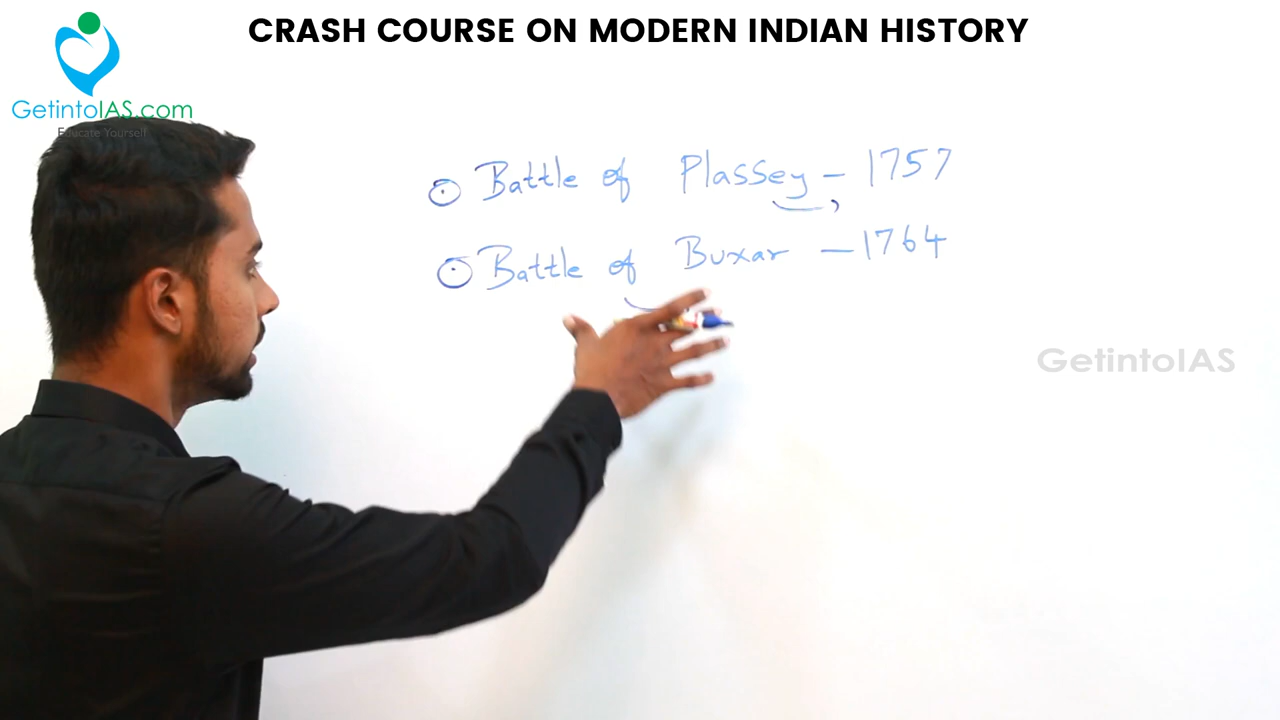 CRASH COURSE ON MODERN INDIAN HISTORY
GetintoIAS.com
Educate Yourself
Battle of Plassey - 1757
Battle of Buxar - 1764
GetintoIAS